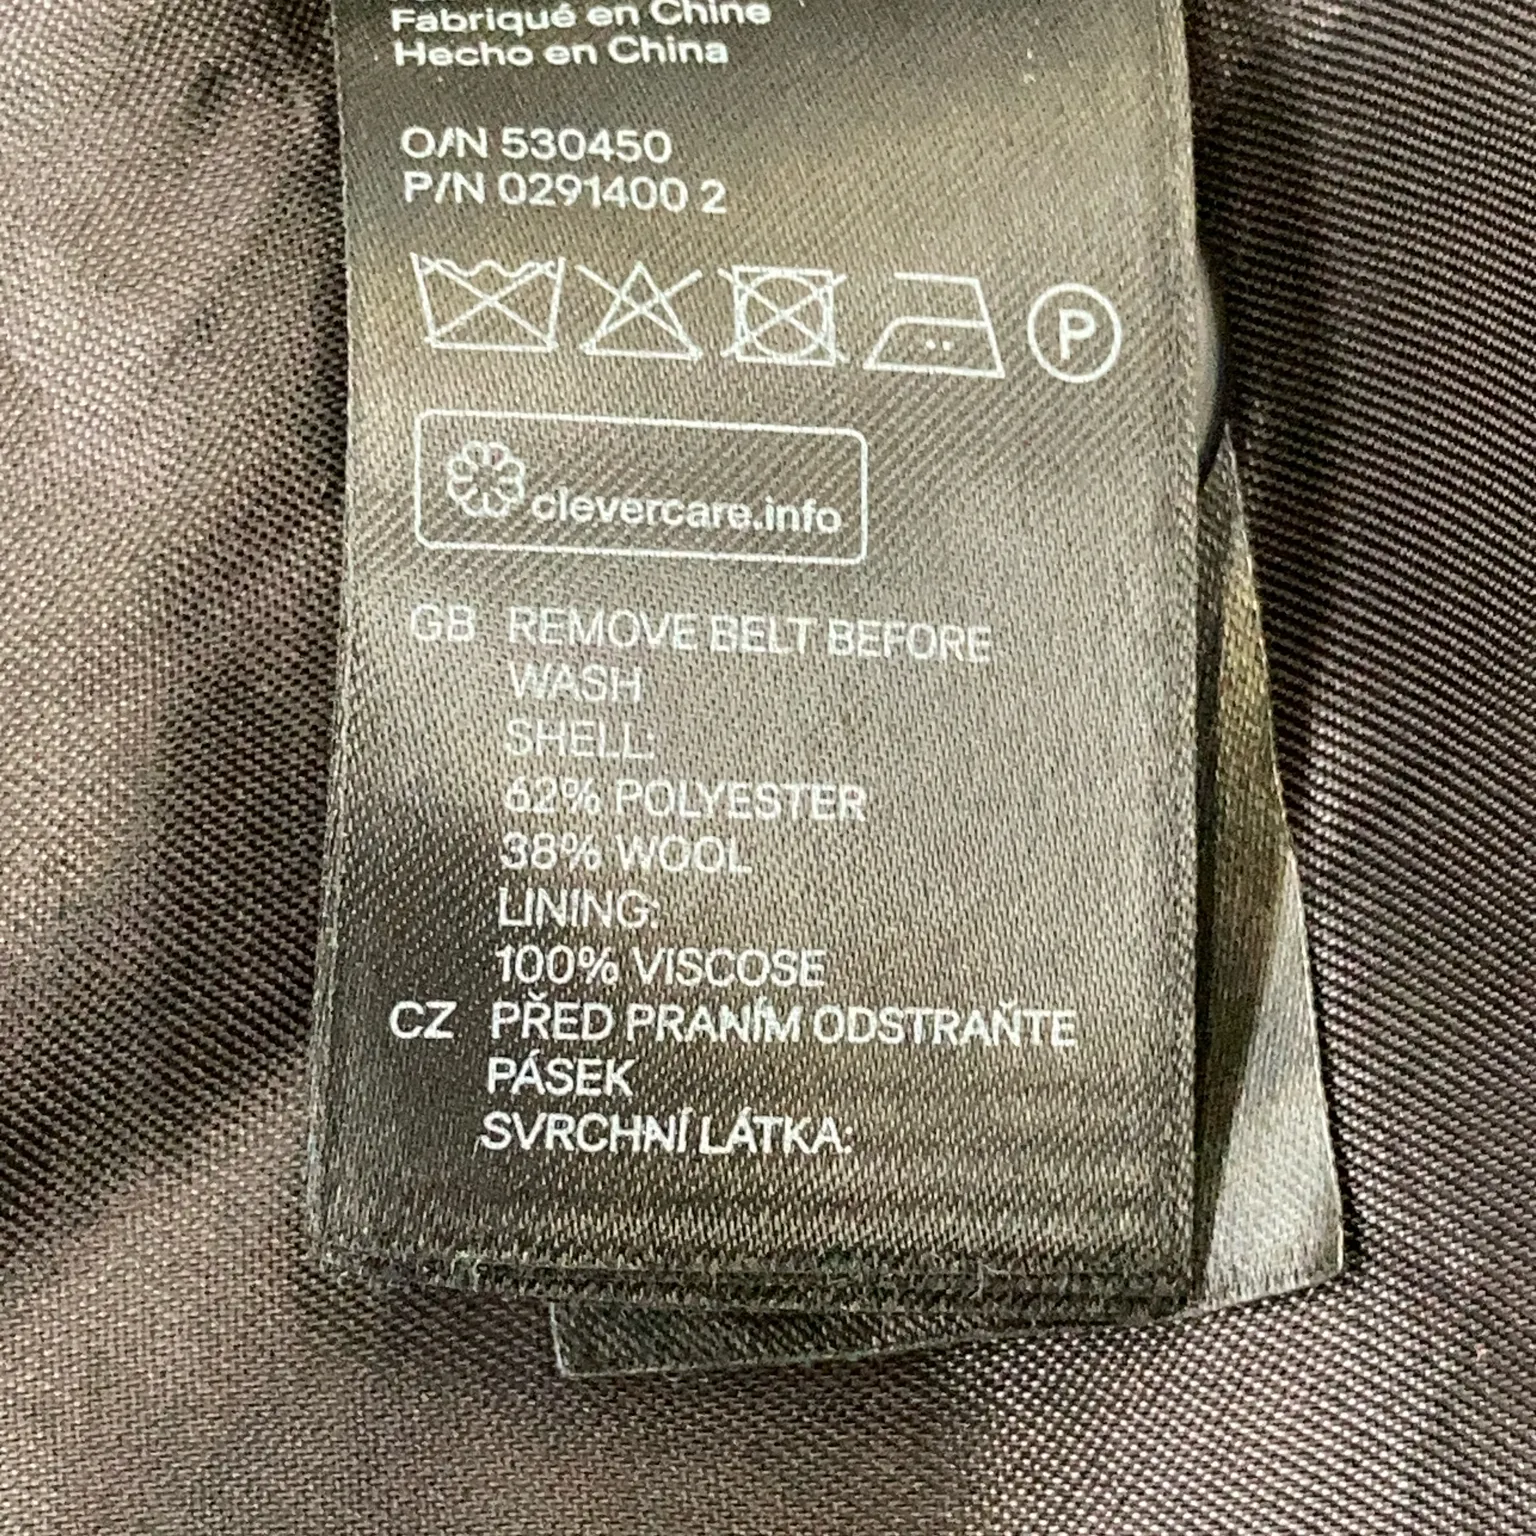 Fabriqué en Chine
Hecho en China
O/N 530450
P/N 0291400 2
P
clevercare.info
GB REMOVE BELT BEFORE
WASH
SHELL:
62% POLYESTER
38% WOOL
LINING:
100% VISCOSE
CZ PŘED PRANÍM ODSTRAŇTE
PÁSEK
SVRCHNÍ LÁTKA: